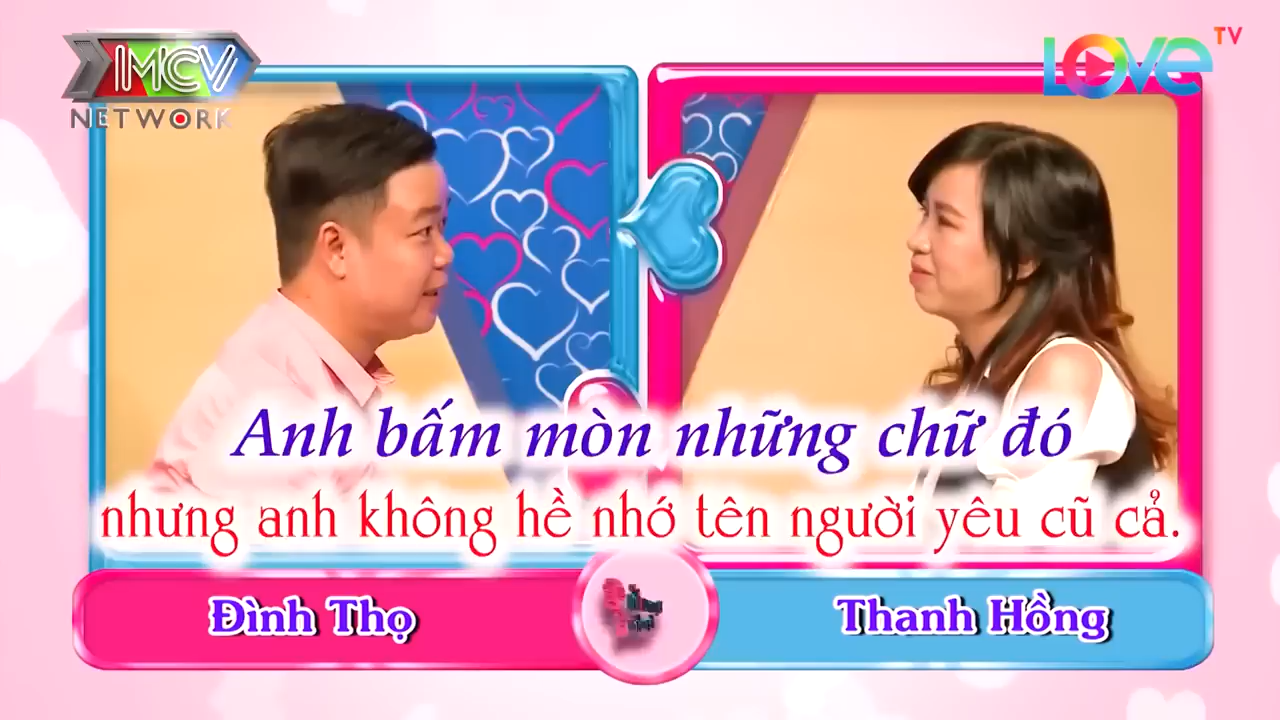 MCV
NETWORK
LOVE TV
Anh bấm mòn những chữ đó
nhưng anh không hề nhớ tên người yêu cũ cả.
Đình Thọ
Thanh Hồng